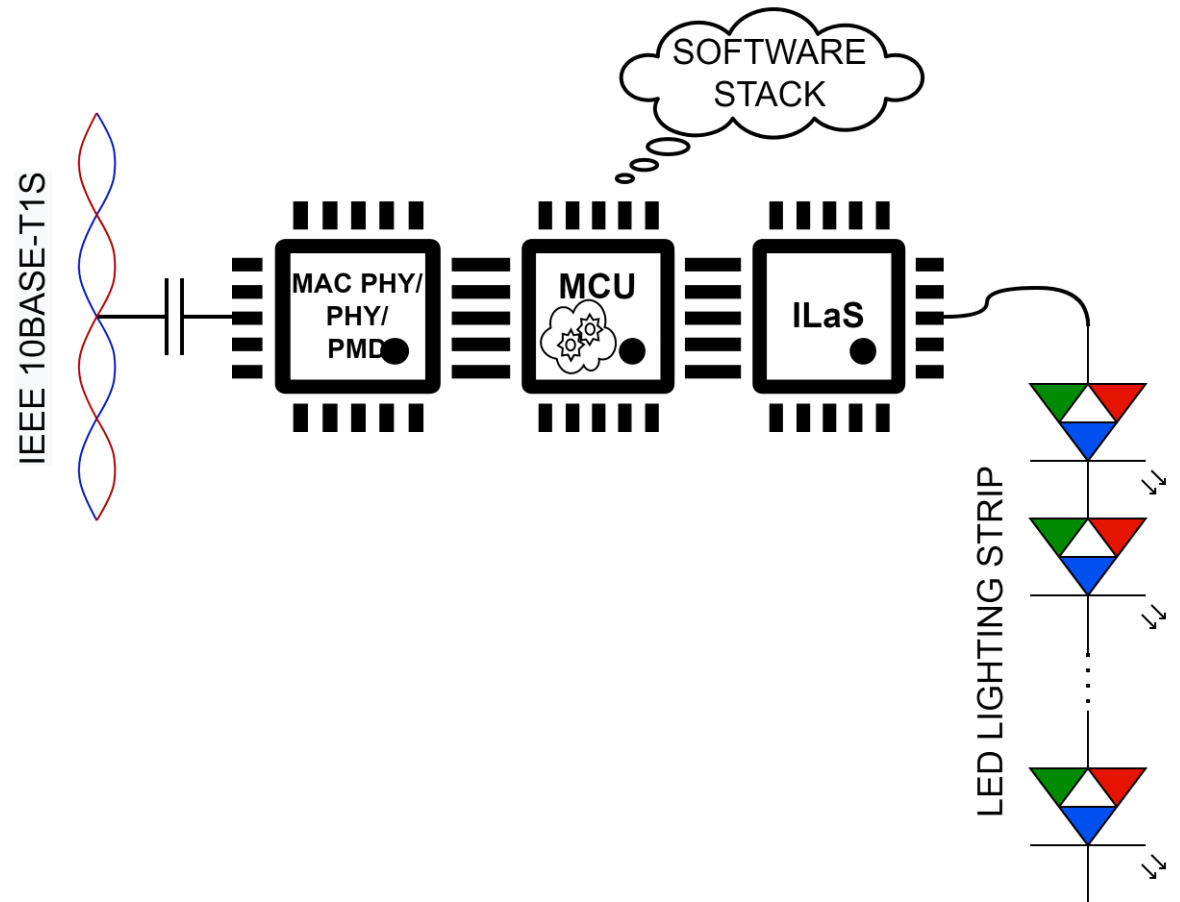 SOFTWARE
STACK
IEEE 10BASE-T1S
MAC PHY/
PHY/
PMD
MCU
ILaS
LED LIGHTING STRIP